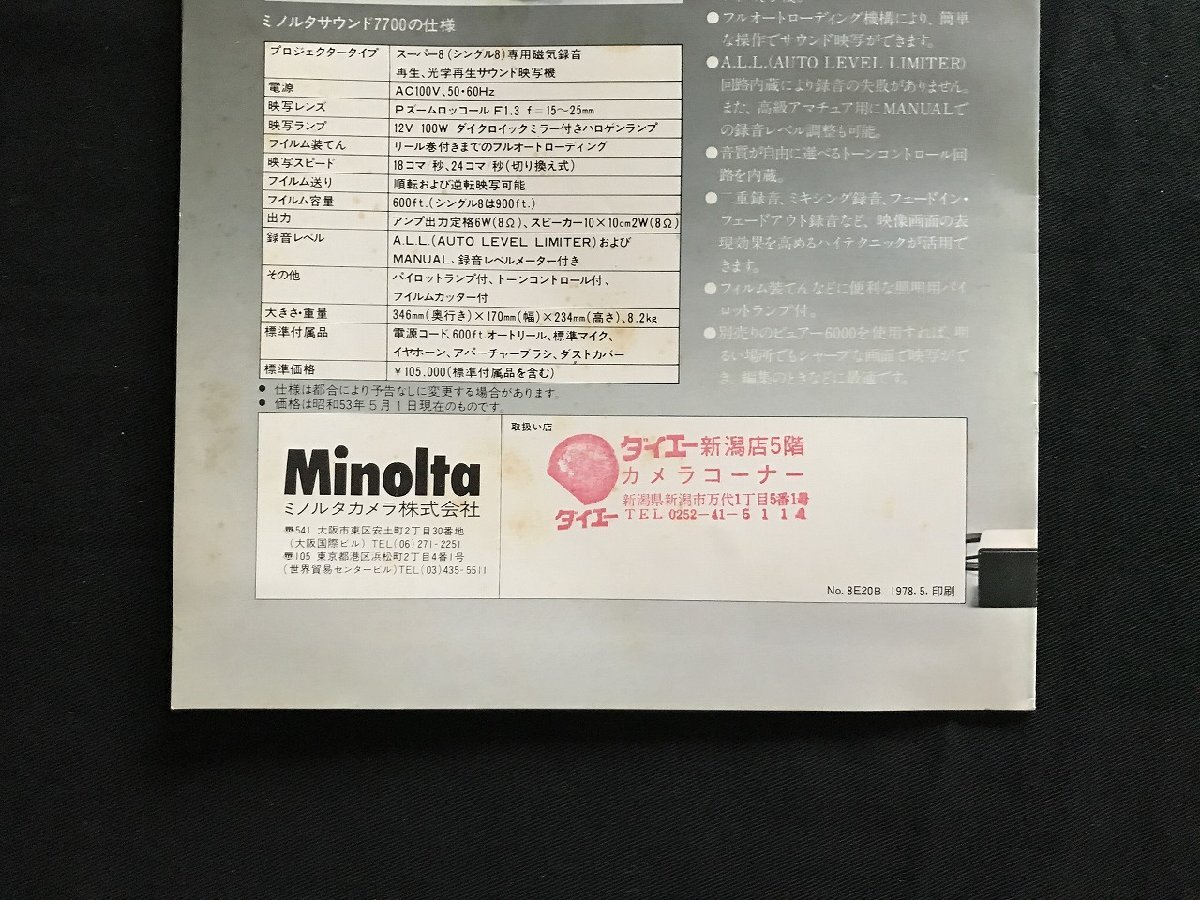 ミノルタサウンド7700の仕様
プロジェクタータイプ スーパー8(シングル8)専用磁気録音
再生、光学再生サウンド映写機
電源 AC100V、50・60Hz
映写レンズ Pズームロッコール F1.3 f=15〜25mm
映写ランプ 12V 100W ダイクロイックミラー付きハロゲンランプ
フイルム装てん リール巻付きまでのフルオートローディング
映写スピード 18コマ/秒、24コマ/秒(切り換え式)
フイルム送り 順転および逆転映写可能
フイルム容量 600ft.(シングル8は900ft.)
出力 アンプ出力定格6W(8Ω)、スピーカー10×10cm2W(8Ω)
録音レベル A.L.L.(AUTO LEVEL LIMITER)および
MANUAL、録音レベルメーター付き
その他 パイロットランプ付、トーンコントロール付、
フイルムカッター付
大きさ・重量 346mm(奥行き)×170mm(幅)×234mm(高さ)、8.2kg
標準付属品 電源コード、600ft.オートリール、標準マイク、
イヤホーン、アパーチャーブラシ、ダストカバー
標準価格 ¥105,000(標準付属品を含む)
● 仕様は都合により予告なしに変更する場合があります。
● 価格は昭和53年5月1日現在のものです。
●フルオートローディング機構により、簡単
な操作でサウンド映写ができます。
●A.L.L.(AUTO LEVEL LIMITER)
回路内蔵により録音の失敗がありません。
また、高級アマチュア用にMANUALで
の録音レベル調整も可能。
●音質が自由に選べるトーンコントロール回
路を内蔵。
●二重録音、ミキシング録音、フェードイン・
フェードアウト録音など、映像画面の表
現効果を高めるハイテクニックが活用で
きます。
●フィルム装てんなどに便利な照明用パイ
ロットランプ付。
●別売りのビュアー6000を使用すれば、明
るい場所でもシャープな画面で映写がで
き、編集のときなどに最適です。
Minolta
ミノルタカメラ株式会社
〠541 大阪市東区安土町2丁目30番地
(大阪国際ビル) TEL(06)271-2251
〠105 東京都港区浜松町2丁目4番1号
(世界貿易センタービル)TEL(03)435-5511
取扱い店
ダイエー
ダイエー新潟店5階
カメラコーナー
新潟県新潟市万代1丁目5番1号
TEL 0252-41-5114
No. 8E20B 1978.5. 印刷